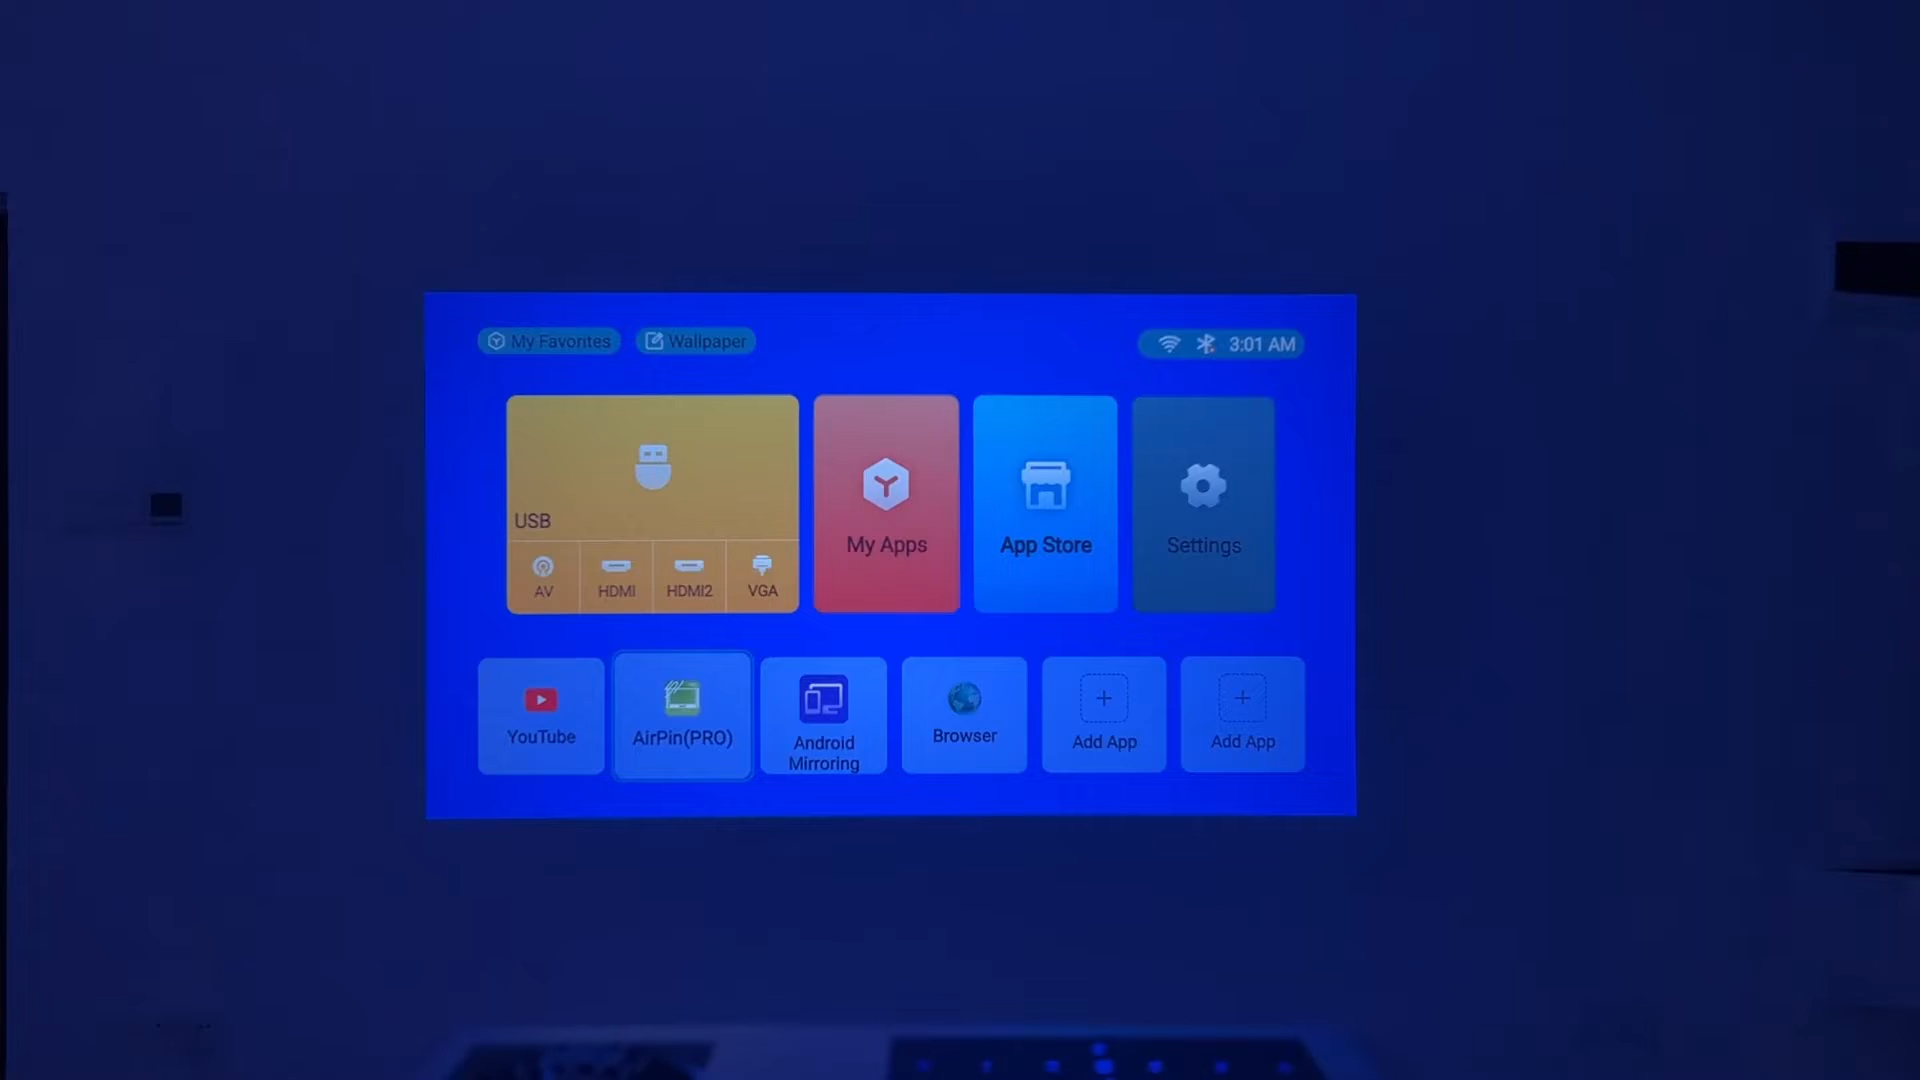 My Favorites
Wallpaper
3:01 AM
USB
AV
HDMI
HDMI2
VGA
My Apps
App Store
Settings
YouTube
AirPin(PRO)
Android
Mirroring
Browser
Add App
Add App